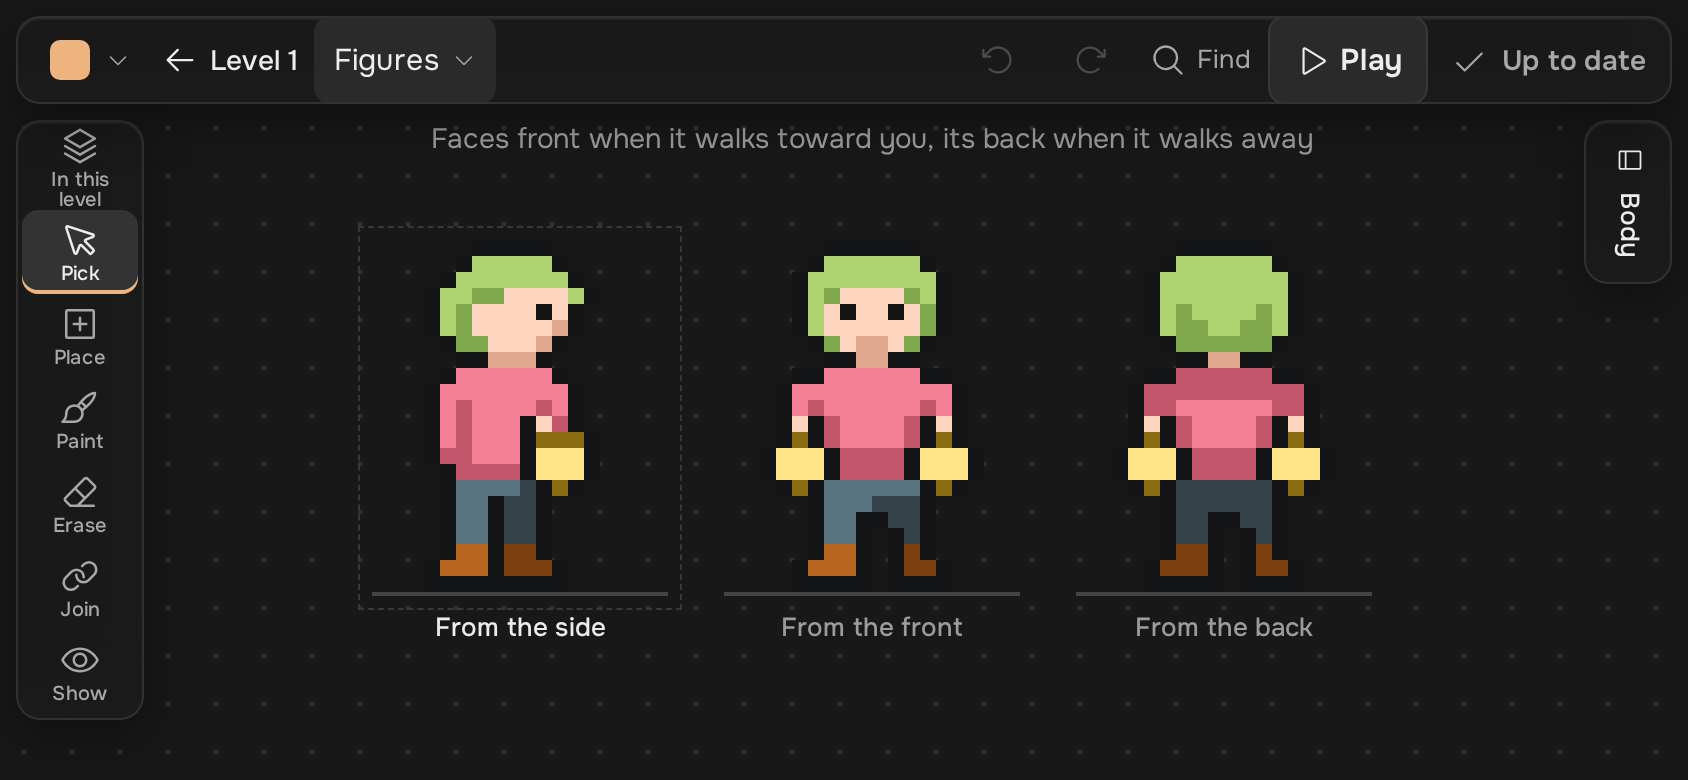 Level 1
Figures
Find
Play
Up to date
Faces front when it walks toward you, its back when it walks away
In this
level
Pick
Place
Paint
Erase
Join
Show
Body
From the side
From the front
From the back